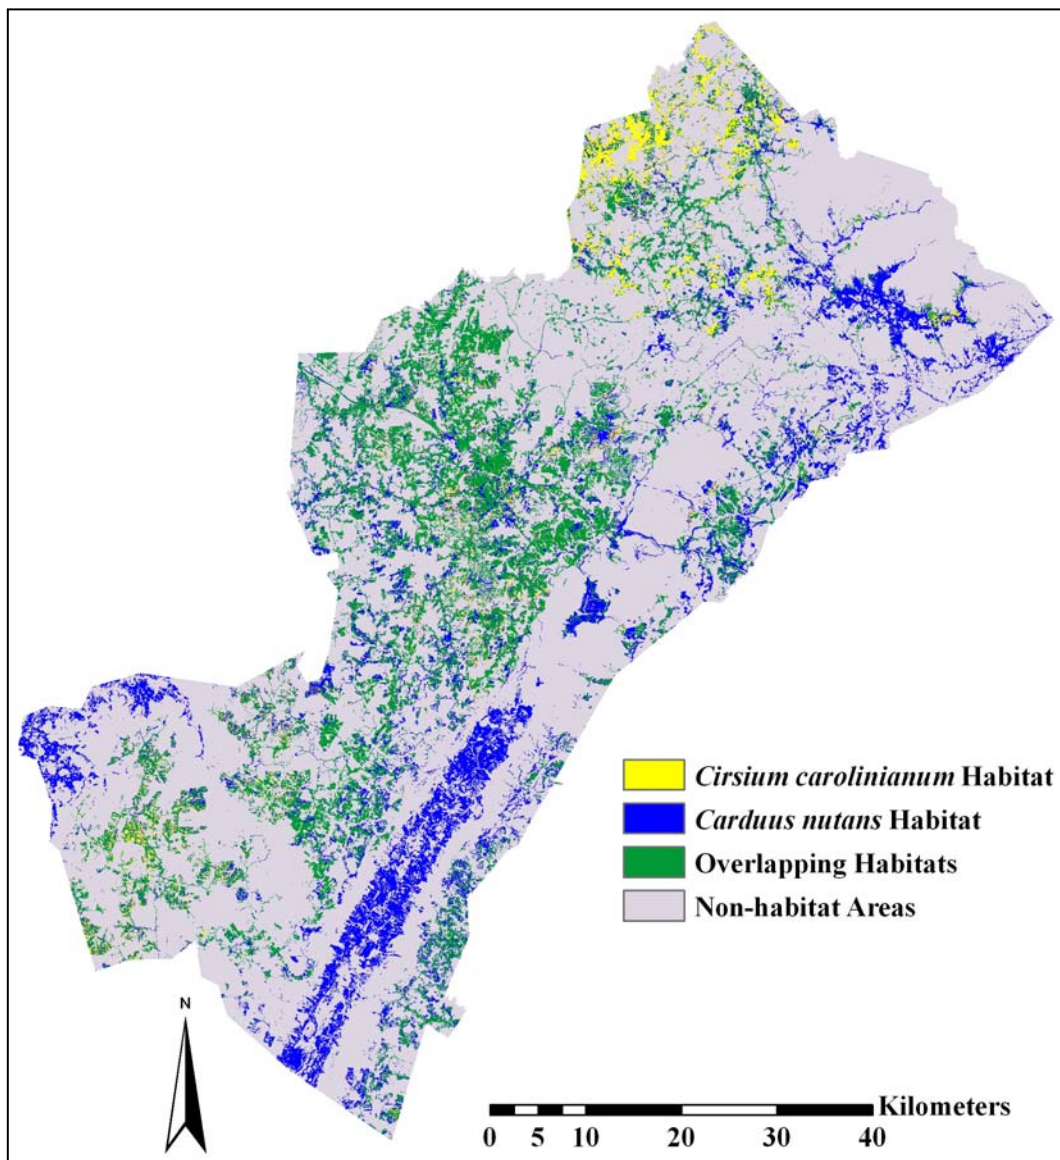 Cirsium carolinianum Habitat
Carduus nutans Habitat
Overlapping Habitats
Non-habitat Areas
N
Kilometers
0 5 10 20 30 40